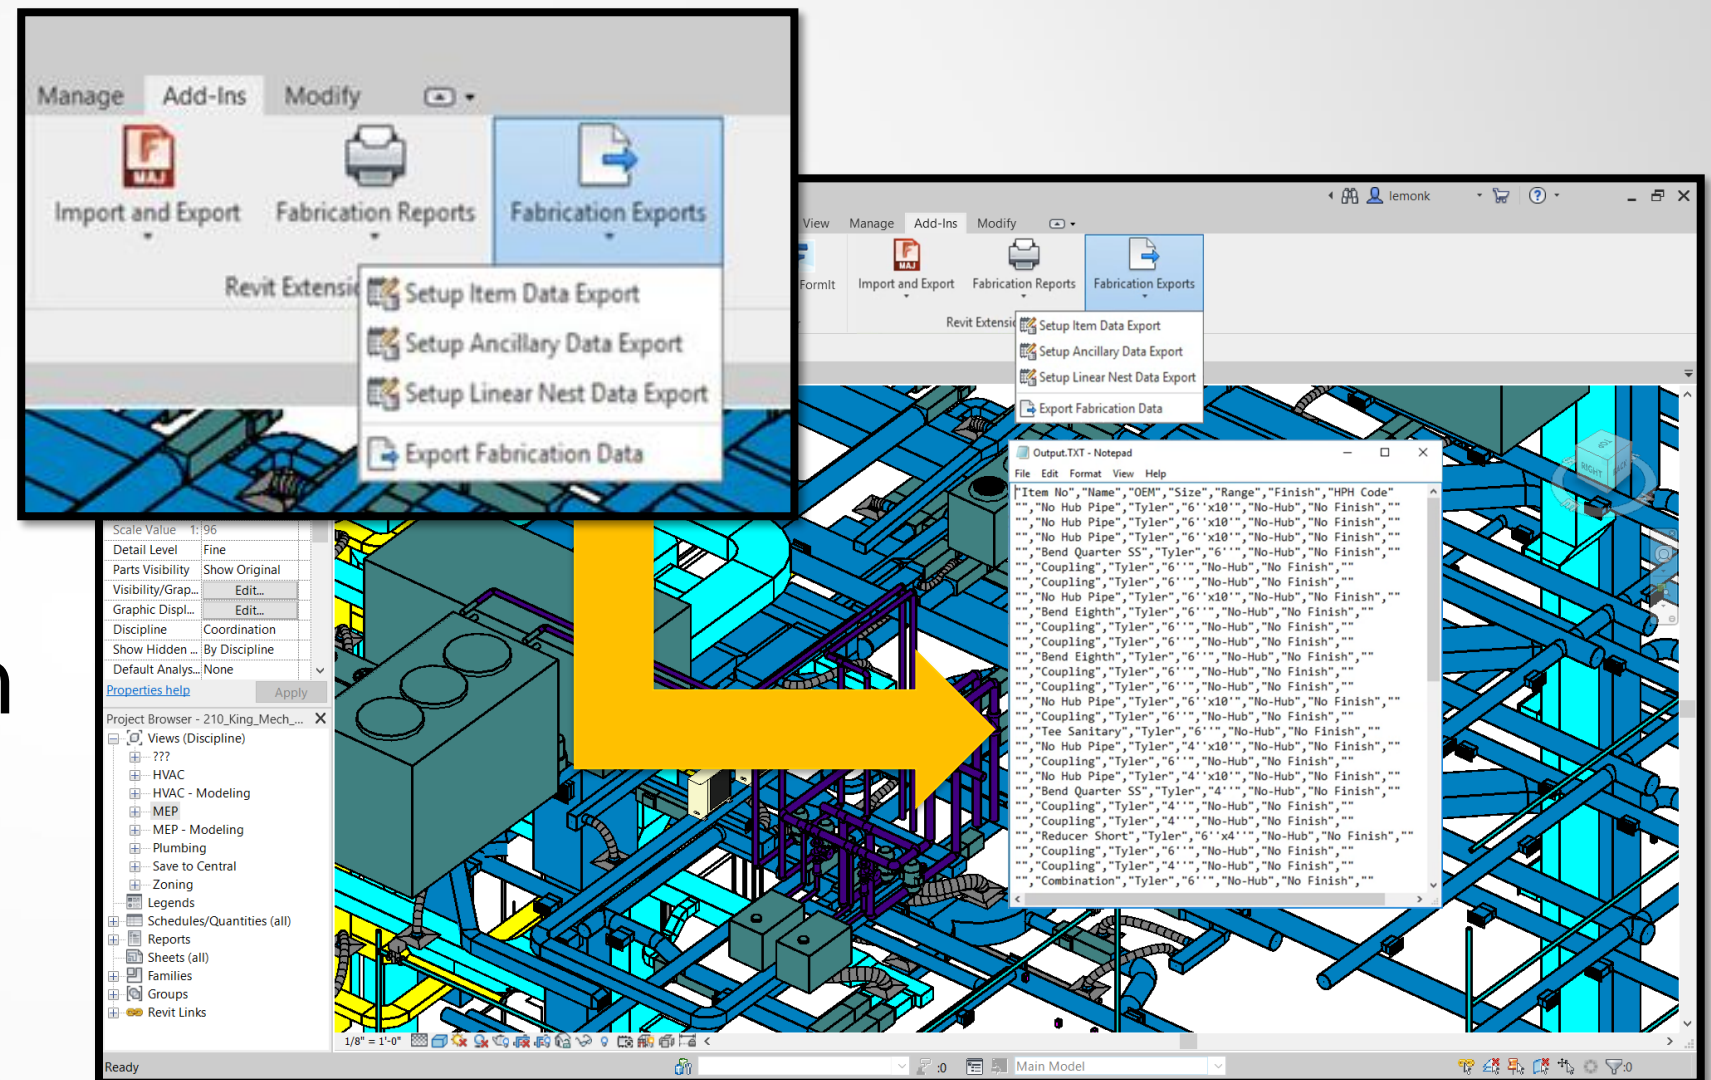 Manage Add-Ins Modify
Import and Export Fabrication Reports Fabrication Exports
Revit Extensi
Setup Item Data Export
Setup Ancillary Data Export
Setup Linear Nest Data Export
Export Fabrication Data
lemonk
View Manage Add-Ins Modify
FormIt Import and Export Fabrication Reports Fabrication Exports
Revit Extensi
Setup Item Data Export
Setup Ancillary Data Export
Setup Linear Nest Data Export
Export Fabrication Data
Output.TXT - Notepad
File Edit Format View Help
"Item No","Name","OEM","Size","Range","Finish","HPH Code"
"","No Hub Pipe","Tyler","6''x10'","No-Hub","No Finish",""
"","No Hub Pipe","Tyler","6''x10'","No-Hub","No Finish",""
"","No Hub Pipe","Tyler","6''x10'","No-Hub","No Finish",""
"","Bend Quarter SS","Tyler","6''","No-Hub","No Finish",""
"","Coupling","Tyler","6''","No-Hub","No Finish",""
"","Coupling","Tyler","6''","No-Hub","No Finish",""
"","No Hub Pipe","Tyler","6''x10'","No-Hub","No Finish",""
"","Bend Eighth","Tyler","6''","No-Hub","No Finish",""
"","Coupling","Tyler","6''","No-Hub","No Finish",""
"","Coupling","Tyler","6''","No-Hub","No Finish",""
"","Bend Eighth","Tyler","6''","No-Hub","No Finish",""
"","Coupling","Tyler","6''","No-Hub","No Finish",""
"","Coupling","Tyler","6''","No-Hub","No Finish",""
"","No Hub Pipe","Tyler","6''x10'","No-Hub","No Finish",""
"","Coupling","Tyler","6''","No-Hub","No Finish",""
"","Tee Sanitary","Tyler","6''","No-Hub","No Finish",""
"","No Hub Pipe","Tyler","4''x10'","No-Hub","No Finish",""
"","Coupling","Tyler","6''","No-Hub","No Finish",""
"","No Hub Pipe","Tyler","4''x10'","No-Hub","No Finish",""
"","Bend Quarter SS","Tyler","4''","No-Hub","No Finish",""
"","Coupling","Tyler","4''","No-Hub","No Finish",""
"","Coupling","Tyler","4''","No-Hub","No Finish",""
"","Reducer Short","Tyler","6''x4''","No-Hub","No Finish",""
"","Coupling","Tyler","6''","No-Hub","No Finish",""
"","Coupling","Tyler","4''","No-Hub","No Finish",""
"","Combination","Tyler","6''","No-Hub","No Finish",""
RIGHT
Scale Value 1: 96
Detail Level Fine
Parts Visibility Show Original
Visibility/Grap... Edit...
Graphic Displ... Edit...
Discipline Coordination
Show Hidden ... By Discipline
Default Analys... None
Properties help Apply
n
Project Browser - 210_King_Mech_...
Views (Discipline)
???
HVAC
HVAC - Modeling
MEP
MEP - Modeling
Plumbing
Save to Central
Zoning
Legends
Schedules/Quantities (all)
Reports
Sheets (all)
Families
Groups
Revit Links
1/8" = 1'-0"
Ready :0 Main Model :0